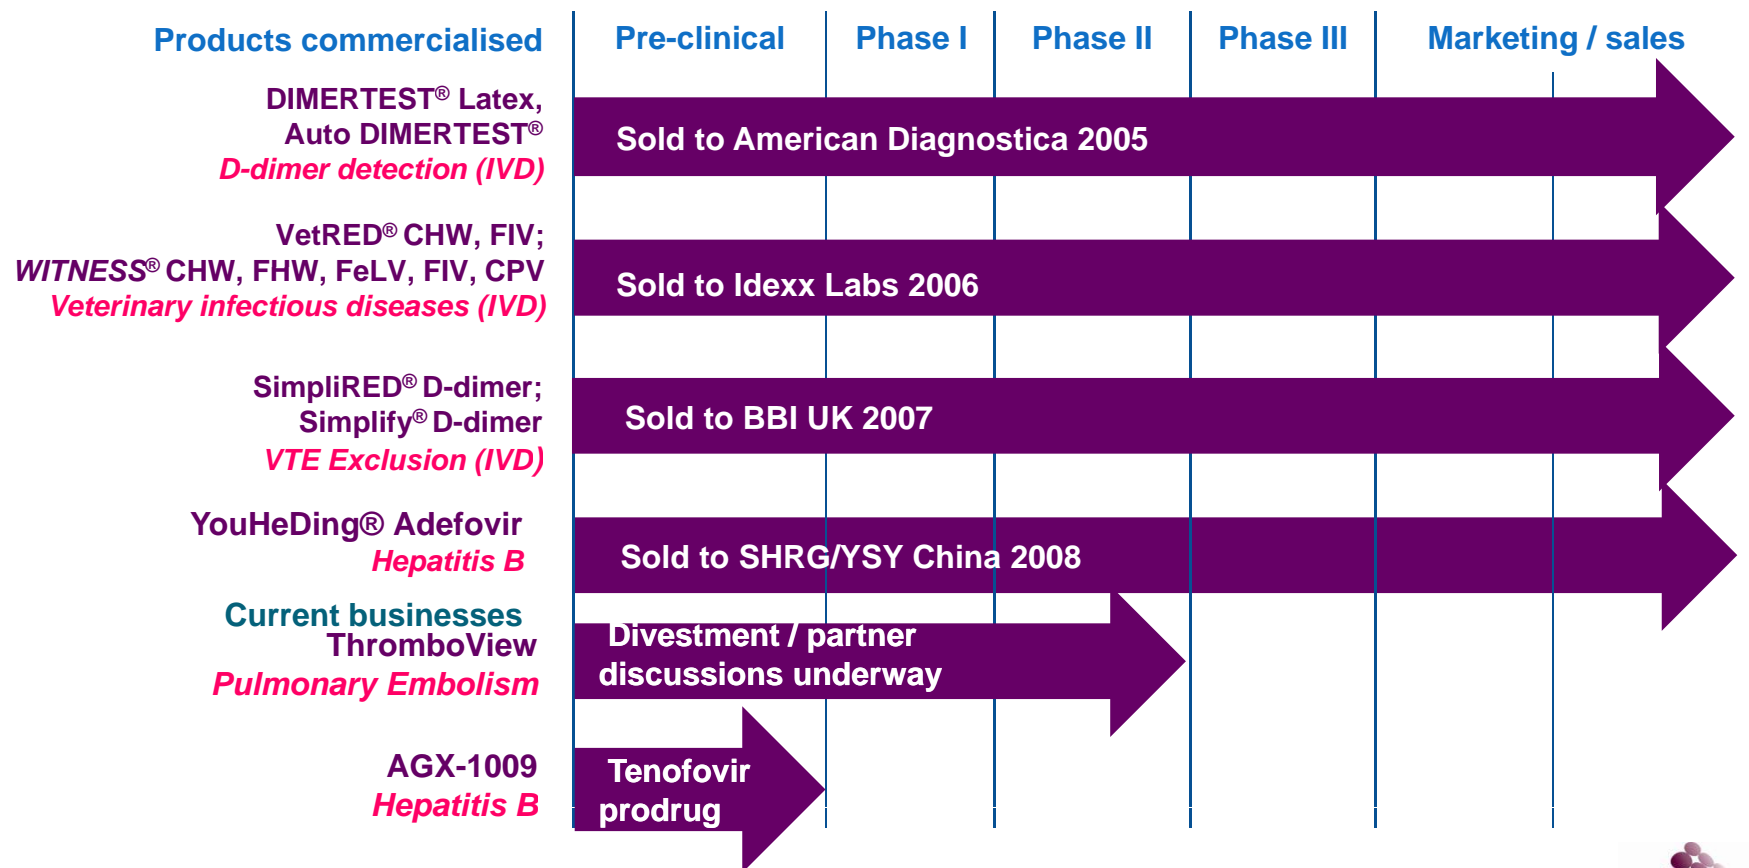 Products commercialised
Pre-clinical
Phase I
Phase II
Phase III
Marketing / sales
DIMERTEST® Latex,
Auto DIMERTEST®
D-dimer detection (IVD)
Sold to American Diagnostica 2005
VetRED® CHW, FIV;
WITNESS® CHW, FHW, FeLV, FIV, CPV
Veterinary infectious diseases (IVD)
Sold to Idexx Labs 2006
SimpliRED® D-dimer;
Simplify® D-dimer
VTE Exclusion (IVD)
Sold to BBI UK 2007
YouHeDing® Adefovir
Hepatitis B
Sold to SHRG/YSY China 2008
Current businesses
ThromboView
Pulmonary Embolism
Divestment / partner
discussions underway
AGX-1009
Hepatitis B
Tenofovir
prodrug